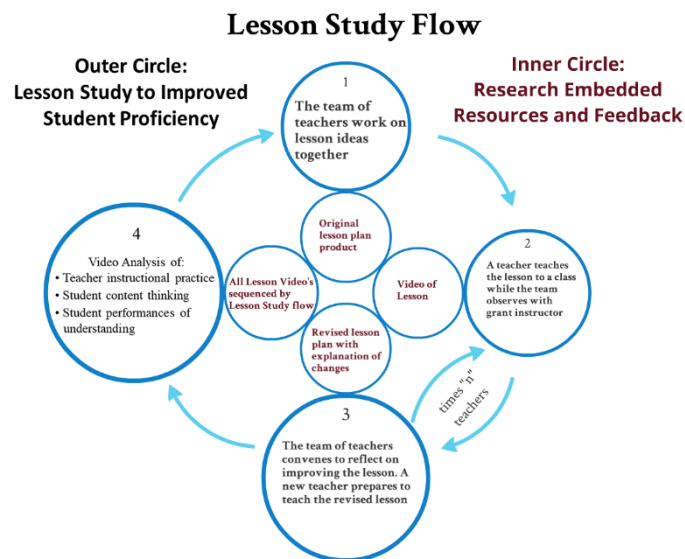 Lesson Study Flow
Outer Circle:
Lesson Study to Improved
Student Proficiency
Inner Circle:
Research Embedded
Resources and Feedback
1
The team of
teachers work on
lesson ideas
together
2
A teacher teaches
the lesson to a class
while the team
observes with
grant instructor
times "n"
teachers
3
The team of teachers
convenes to reflect on
improving the lesson. A
new teacher prepares to
teach the revised lesson
4
Video Analysis of:
• Teacher instructional practice
• Student content thinking
• Student performances of
understanding
Original
lesson plan
product
Video of
Lesson
Revised lesson
plan with
explanation of
changes
All Lesson Video's
sequenced by
Lesson Study flow